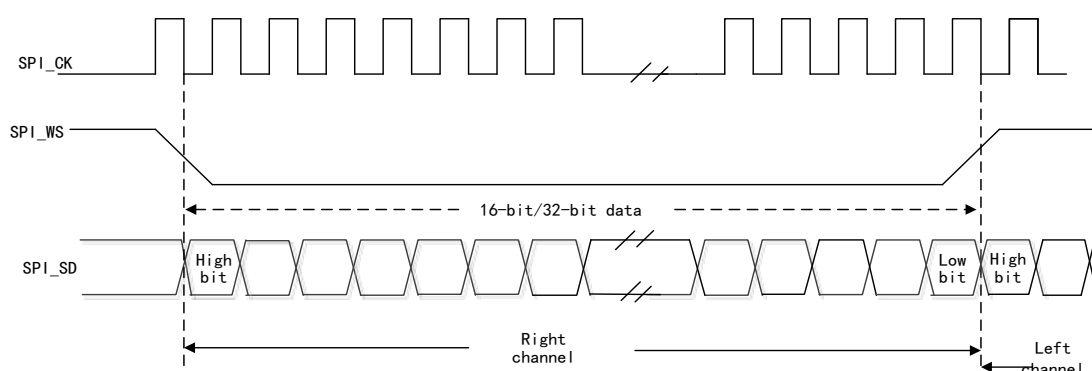 SPI_CK
SPI_WS
16-bit/32-bit data
SPI_SD
High
bit
Low
bit
High
bit
Right
channel
Left
channel